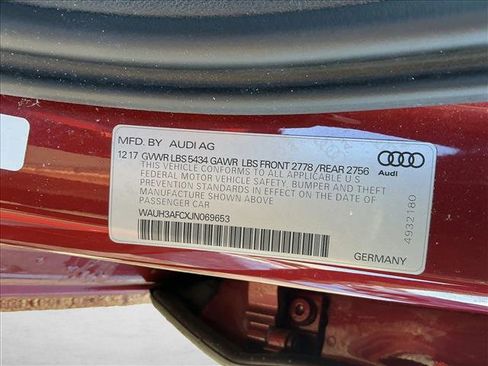 MFD. BY AUDI AG
12 17 GVWR LBS 5434 GAWR LBS FRONT 2778 /REAR 2756
THIS VEHICLE CONFORMS TO ALL APPLICABLE U S
FEDERAL MOTOR VEHICLE SAFETY, BUMPER AND THEFT
PREVENTION STANDARDS IN EFFECT ON THE DATE OF
MANUFACTURE SHOWN ABOVE
PASSENGER CAR
WAUH3AFCXJN069653
Audi
4932180
GERMANY